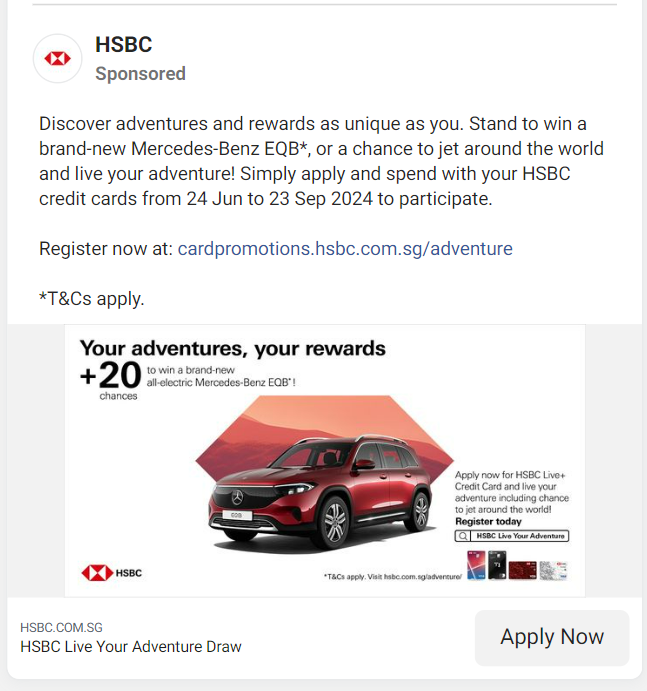 HSBC
Sponsored
Discover adventures and rewards as unique as you. Stand to win a
brand-new Mercedes-Benz EQB*, or a chance to jet around the world
and live your adventure! Simply apply and spend with your HSBC
credit cards from 24 Jun to 23 Sep 2024 to participate.
Register now at: cardpromotions.hsbc.com.sg/adventure
*T&Cs apply.
Your adventures, your rewards
+20 to win a brand-new
chances all-electric Mercedes-Benz EQB*!
EQB
Apply now for HSBC Live+
Credit Card and live your
adventure including chance
to jet around the world!
Register today
HSBC Live Your Adventure
HSBC
*T&Cs apply. Visit hsbc.com.sg/adventure/
HSBC.COM.SG
HSBC Live Your Adventure Draw
Apply Now